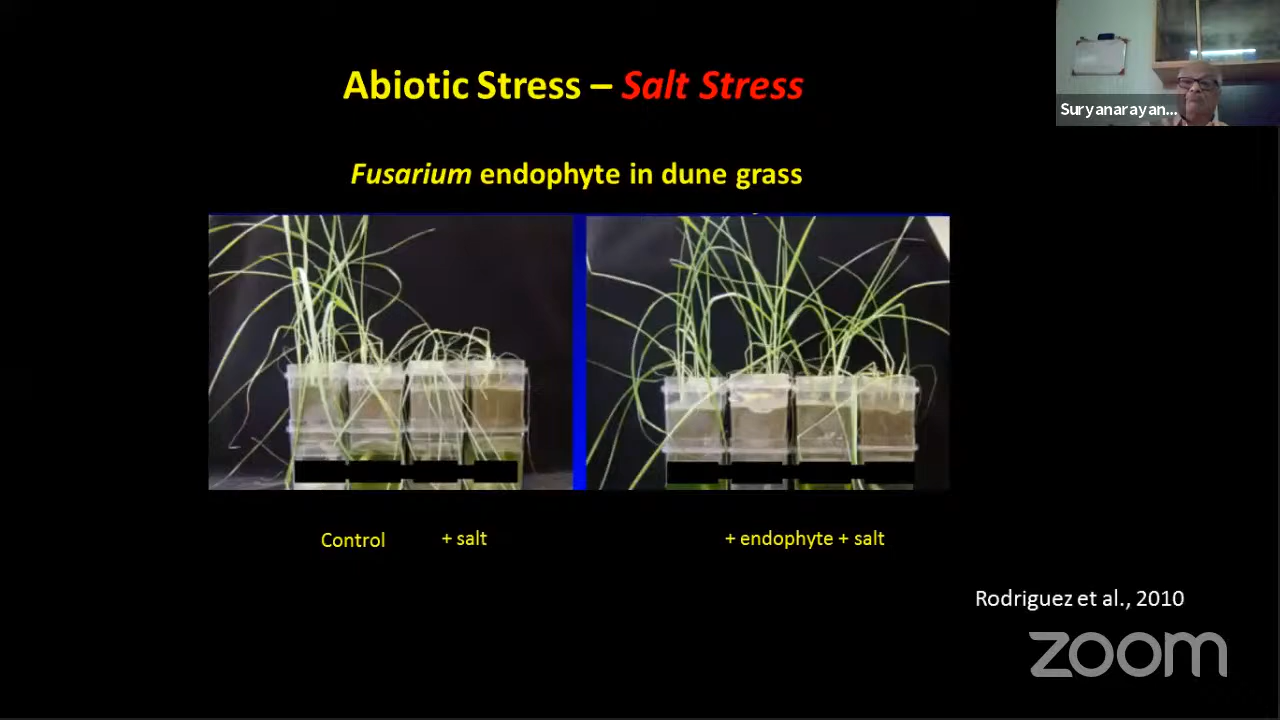 Abiotic Stress – Salt Stress
Suryanarayan...
Fusarium endophyte in dune grass
Control
+ salt
+ endophyte + salt
Rodriguez et al., 2010
zoom